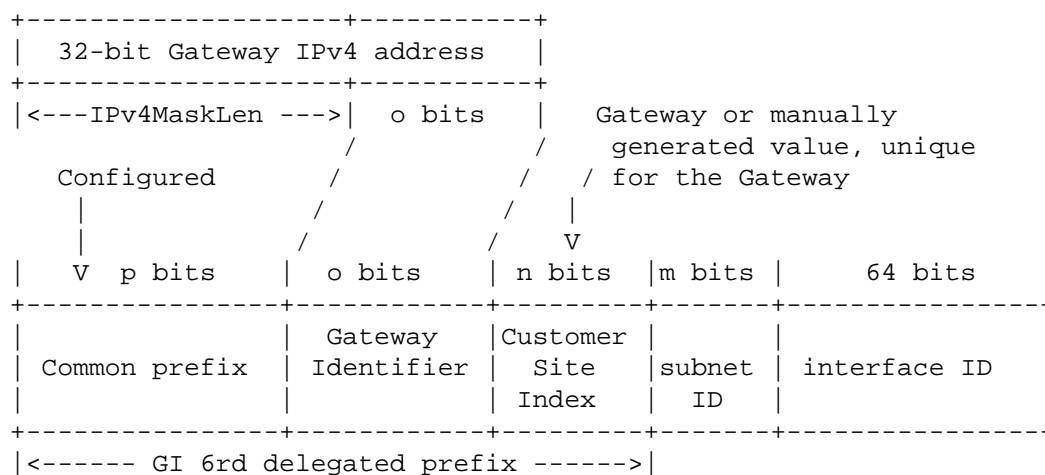 +--------------------+-----------+
|  32-bit Gateway IPv4 address   |
+--------------------+-----------+
|<---IPv4MaskLen --->|  o bits   |   Gateway or manually
                    /           /    generated value, unique
   Configured      /           /   / for the Gateway
    |             /           /   |
    |            /           /    V
|   V  p bits    |  o bits    | n bits  |m bits |     64 bits
+----------------+------------+---------+-------+----------------
|                |  Gateway   |Customer |       |
| Common prefix  | Identifier |  Site   |subnet | interface ID
|                |            | Index   |  ID   |
+----------------+------------+---------+-------+----------------
|<------ GI 6rd delegated prefix ------>|